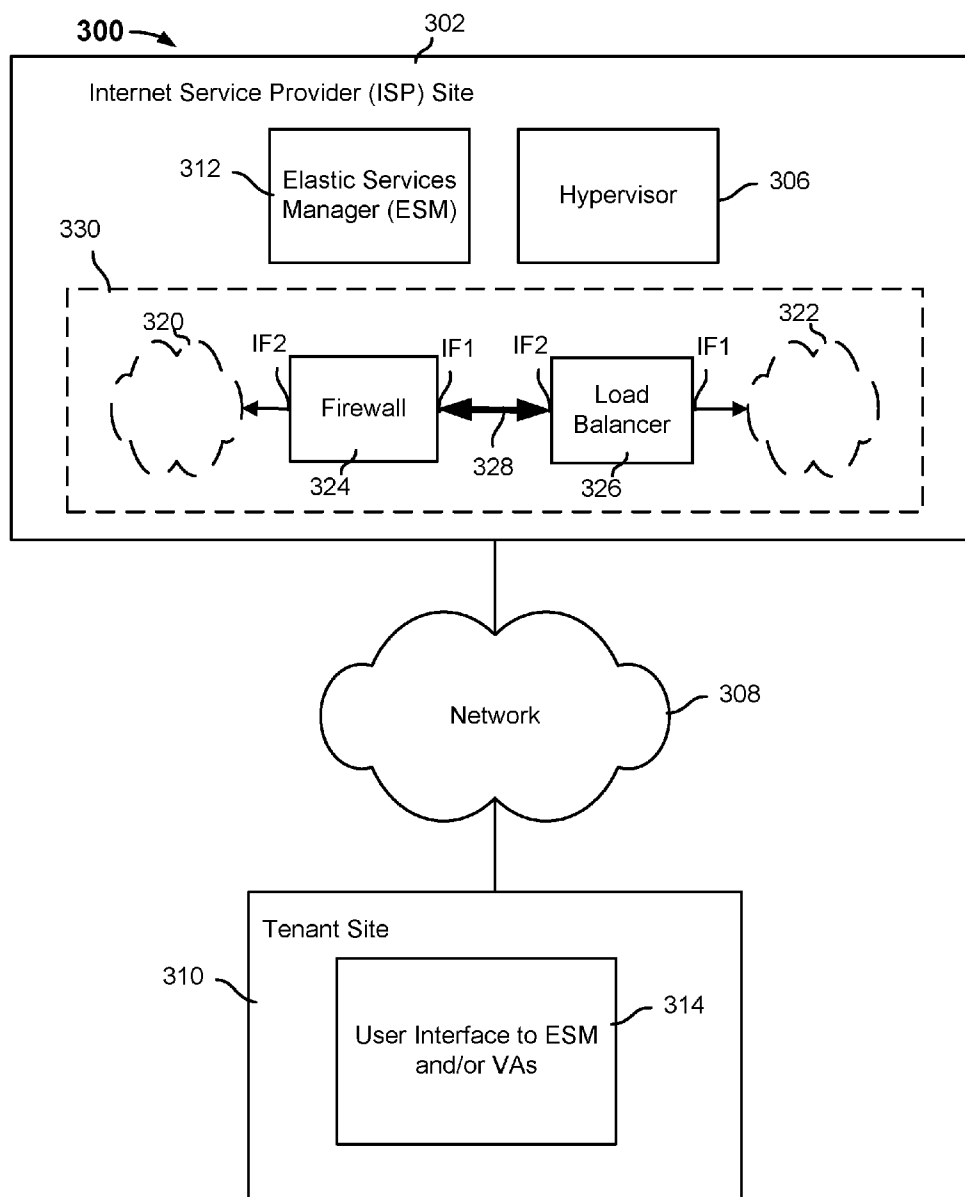 300
302
Internet Service Provider (ISP) Site
312
Elastic Services
Manager (ESM)
Hypervisor
306
330
320
IF2
Firewall
324
IF1
328
IF2
Load
Balancer
326
IF1
322
Network
308
Tenant Site
310
User Interface to ESM
and/or VAs
314